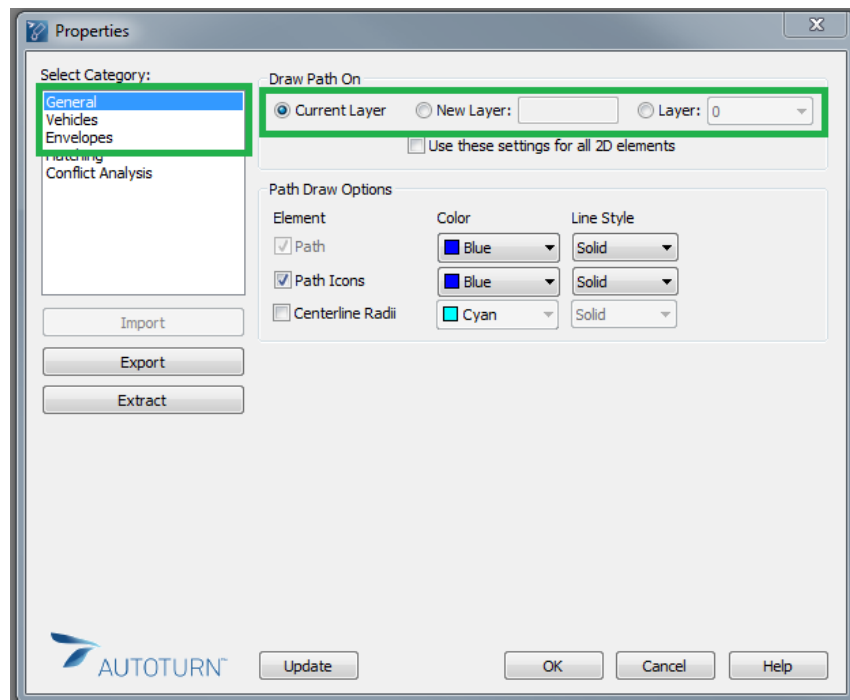 Properties
Select Category:
General
Vehicles
Envelopes
Hatching
Conflict Analysis
Import
Export
Extract
Draw Path On
Current Layer New Layer: Layer: 0
Use these settings for all 2D elements
Path Draw Options
Element Color Line Style
Path Blue Solid
Path Icons Blue Solid
Centerline Radii Cyan Solid
AUTOTURN™
Update OK Cancel Help